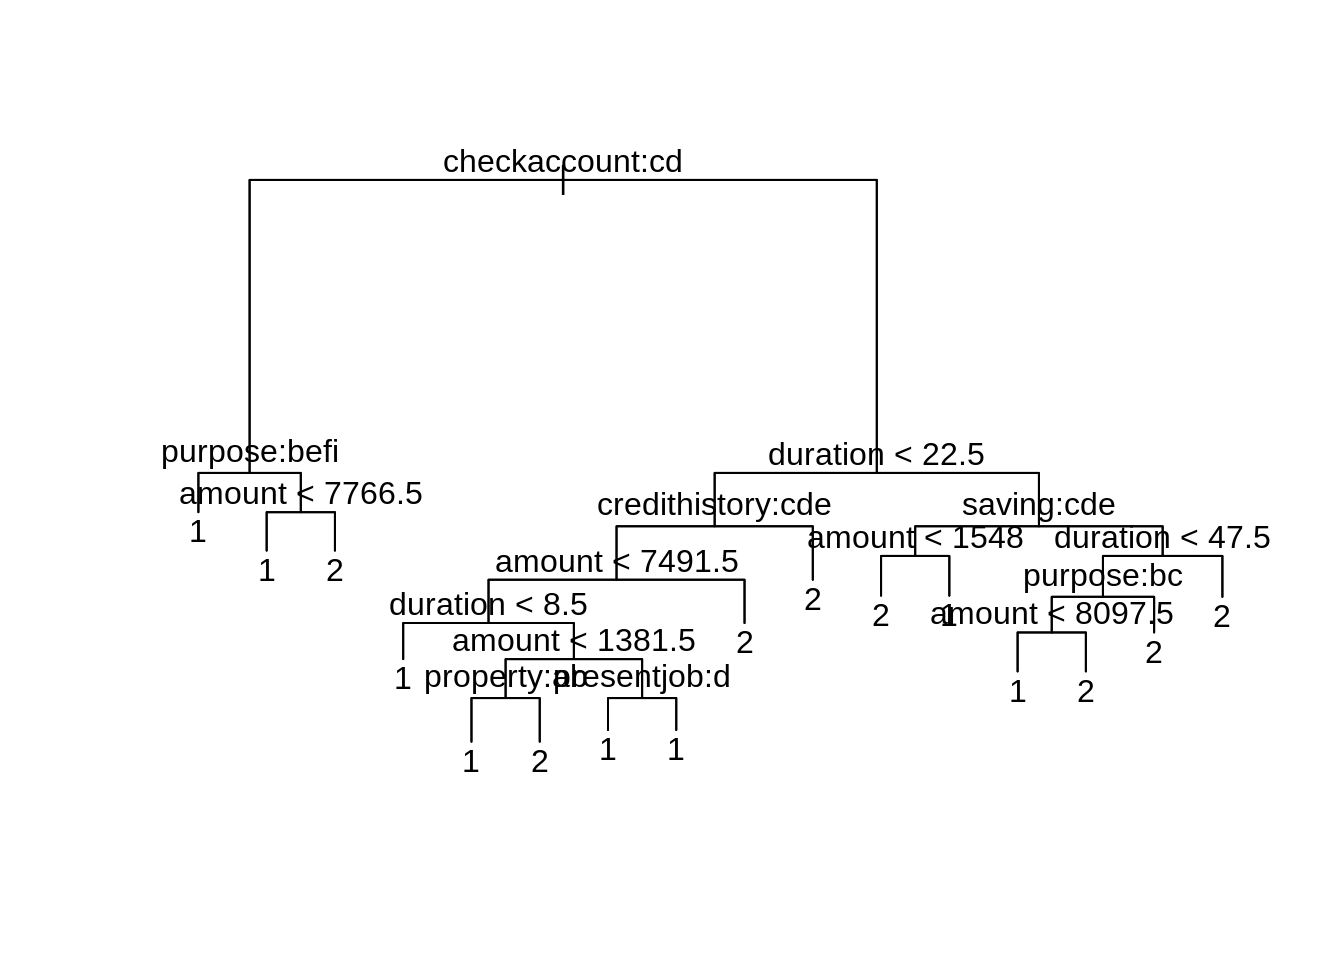 checkaccount:cd
purpose:befi
duration < 22.5
amount < 7766.5
credithistory:cde
saving:cde
1
amount < 1548
duration < 47.5
1
2
amount < 7491.5
purpose:bc
duration < 8.5
2
2
1
amount < 8097.5
2
amount < 1381.5
2
2
1
property:ab
presentjob:d
1
2
1
1
1
2